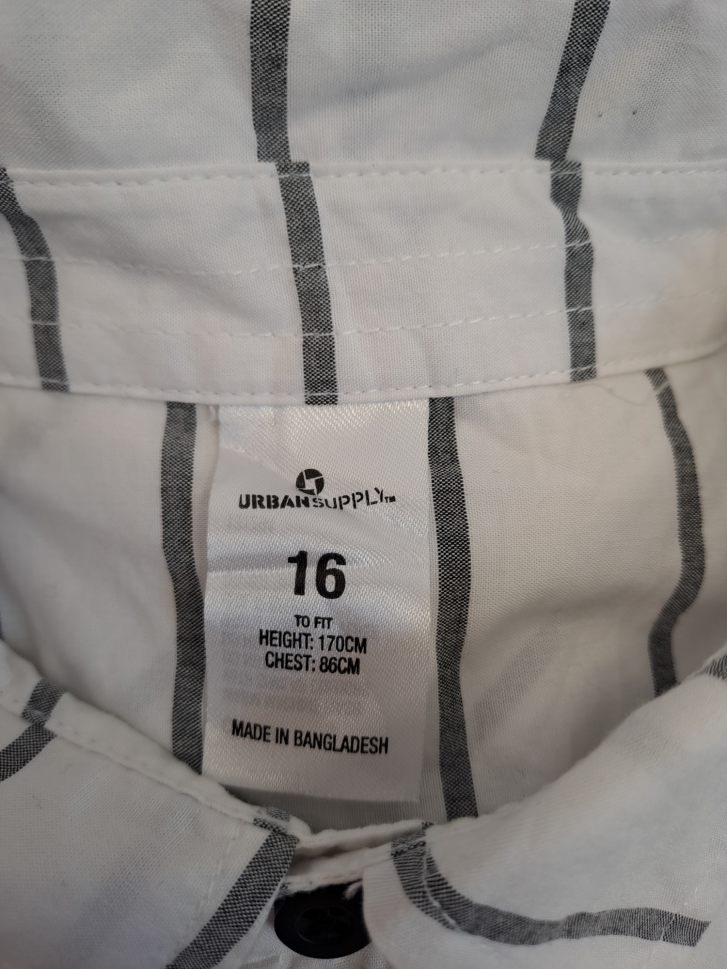 URBANSUPPLY™
16
TO FIT
HEIGHT: 170CM
CHEST: 86CM
MADE IN BANGLADESH